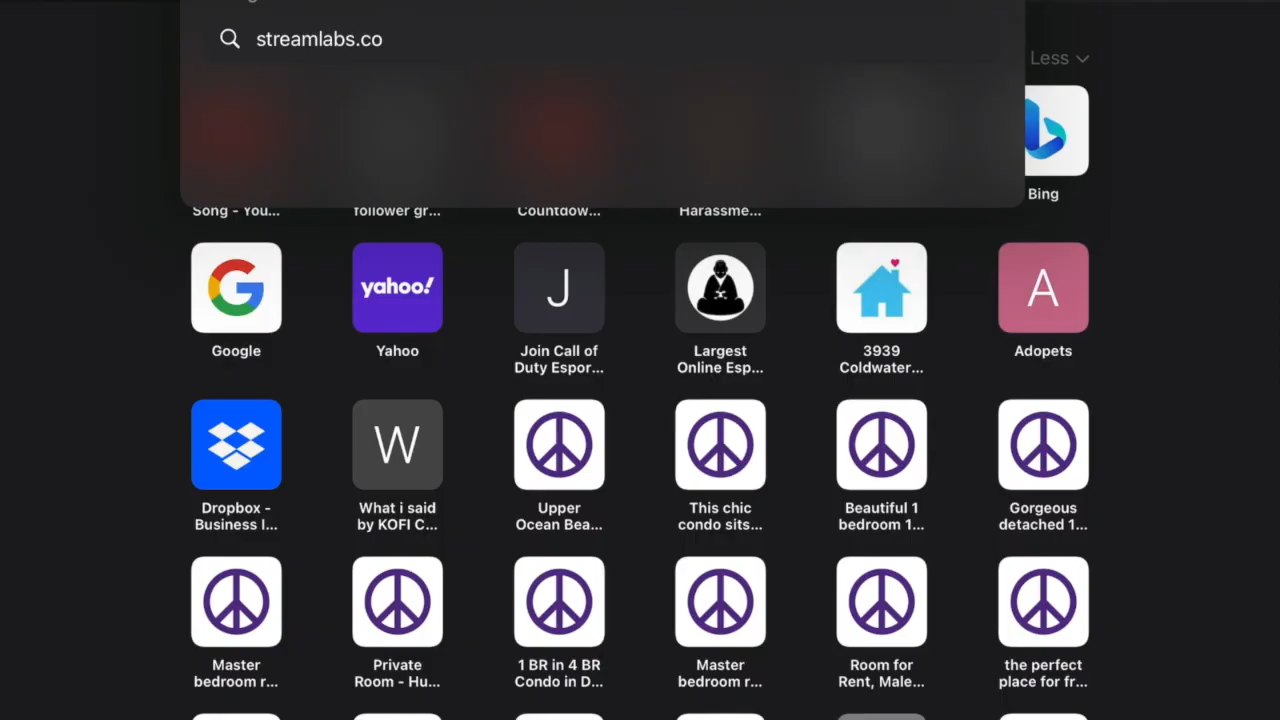 streamlabs.co
Less
Bing
Song - You...
follower gr...
Countdow...
Harassme...
Google
yahoo!
Yahoo
J
Join Call of
Duty Espor...
Largest
Online Esp...
3939
Coldwater...
A
Adopets
Dropbox -
Business I...
W
What i said
by KOFI C...
Upper
Ocean Bea...
This chic
condo sits...
Beautiful 1
bedroom 1...
Gorgeous
detached 1...
Master
bedroom r...
Private
Room - Hu...
1 BR in 4 BR
Condo in D...
Master
bedroom r...
Room for
Rent, Male...
the perfect
place for fr...